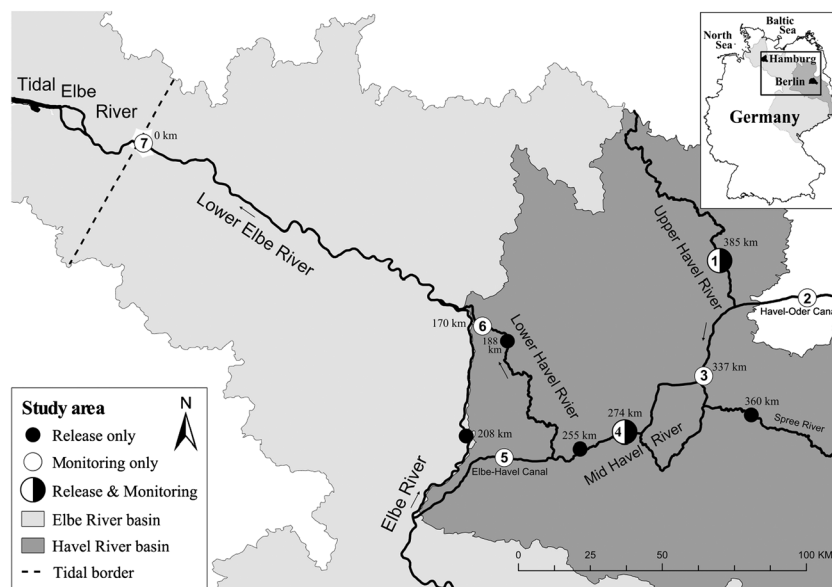 North
Sea
Baltic
Sea
Hamburg
Berlin
Germany
Tidal Elbe
River
7
0 km
Lower Elbe River
Upper Havel River
385 km
1
2
Havel-Oder Cana
170 km
6
188
km
Lower Havel Rvier
3
337 km
274 km
4
360 km
Spree River
208 km
255 km
Mid Havel River
5
Elbe-Havel Canal
Elbe River
Study area
N
Release only
Monitoring only
Release & Monitoring
Elbe River basin
Havel River basin
Tidal border
0 25 50 100 KM